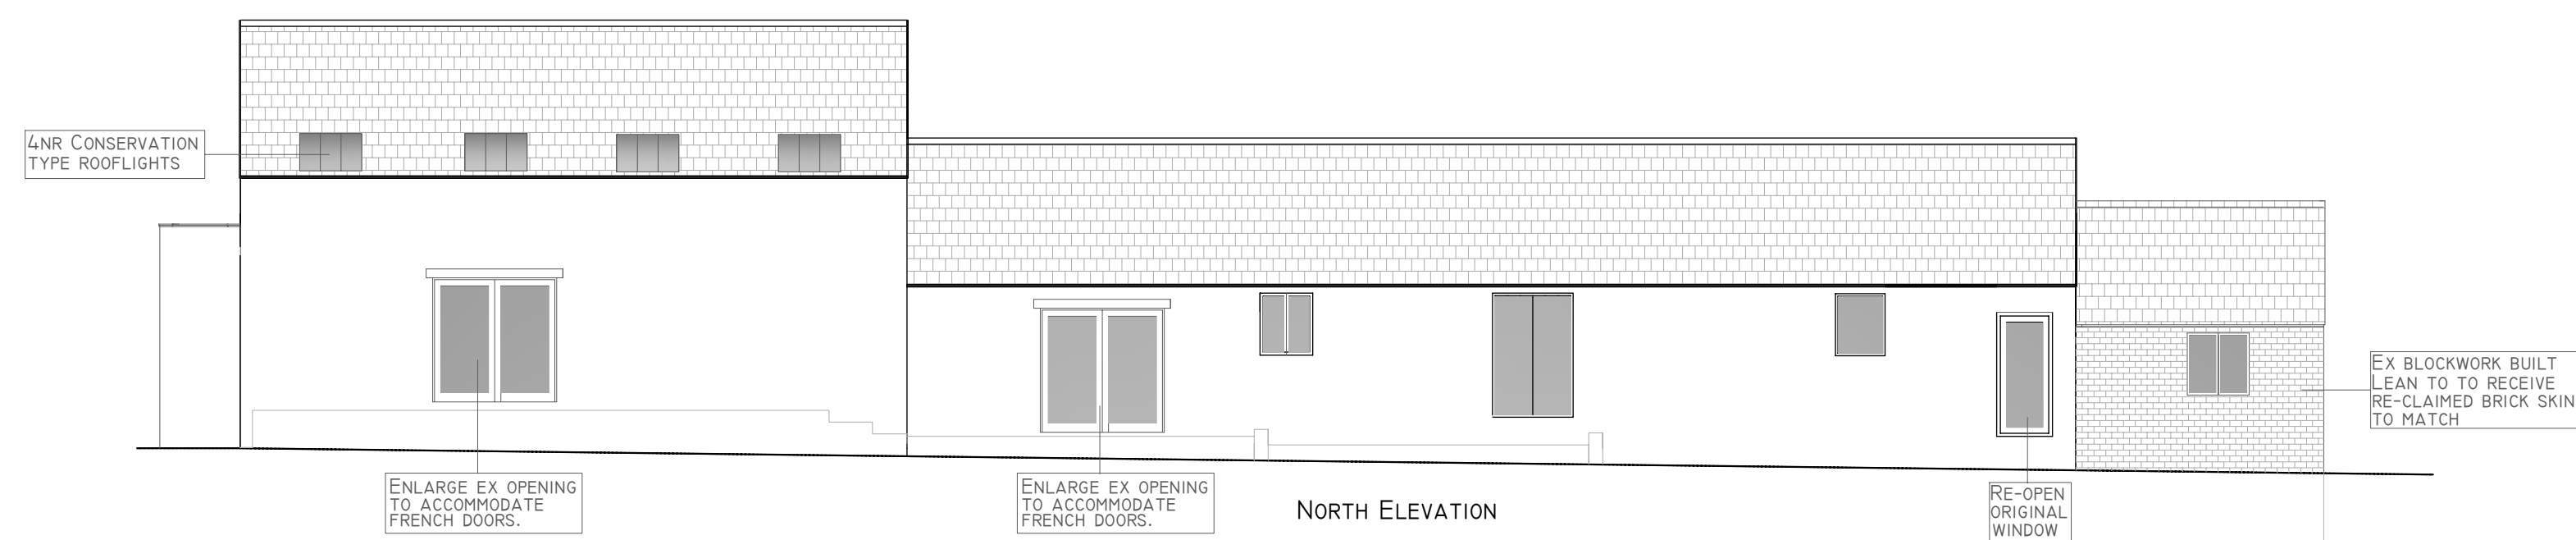 4nr Conservation
type rooflights
Ex blockwork built
Lean to to receive
re-claimed brick skin
to match
Enlarge ex opening
to accommodate
french doors.
Enlarge ex opening
to accommodate
french doors.
North Elevation
Re-open
original
window